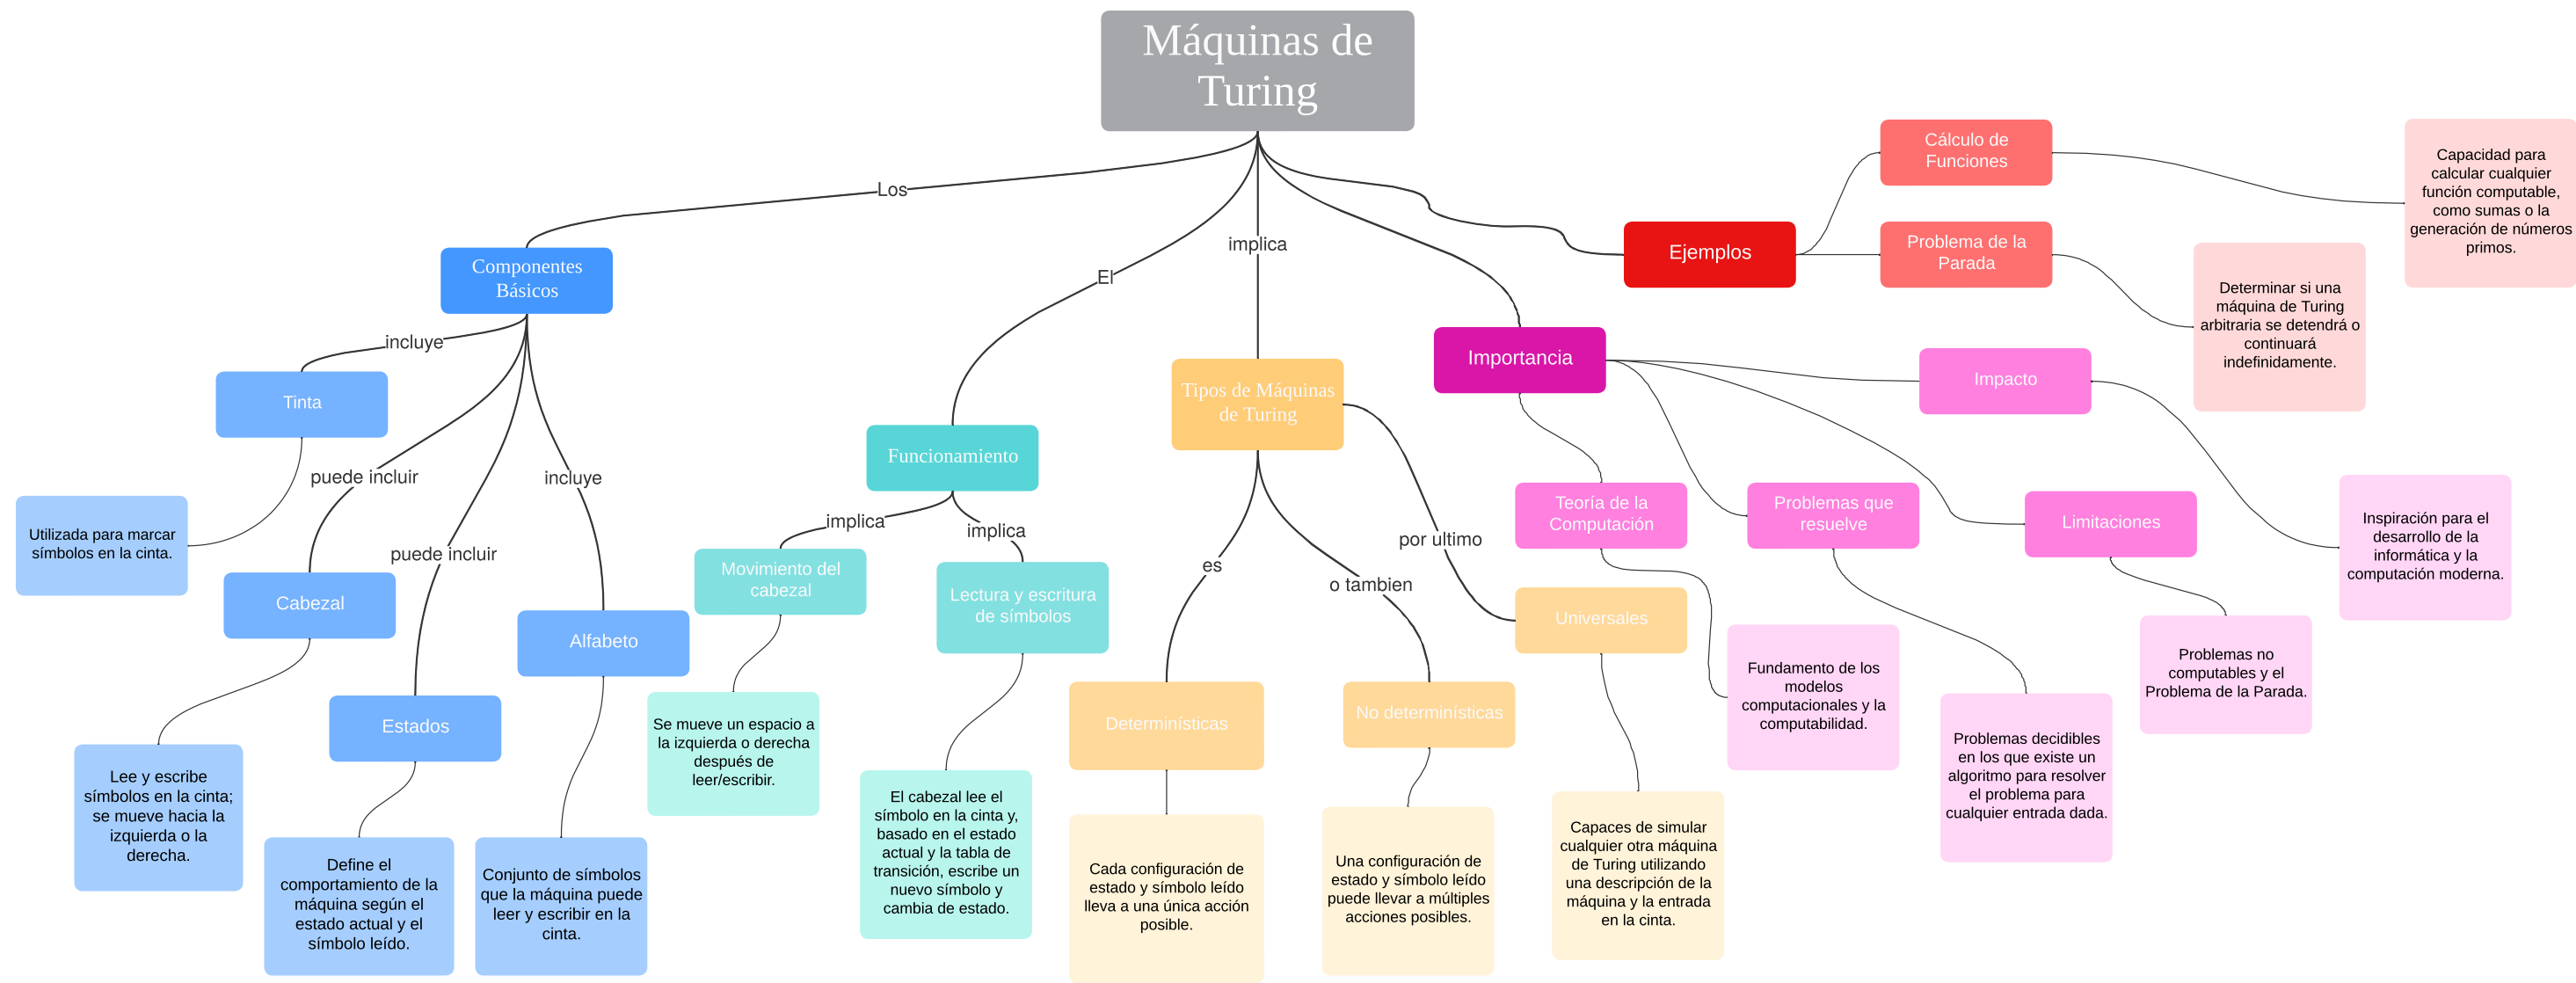 Máquinas de
Turing
Los
El
implica
Componentes
Básicos
incluye
Tinta
Utilizada para marcar
símbolos en la cinta.
puede incluir
Cabezal
Lee y escribe
símbolos en la cinta;
se mueve hacia la
izquierda o la
derecha.
puede incluir
Estados
Define el
comportamiento de la
máquina según el
estado actual y el
símbolo leído.
incluye
Alfabeto
Conjunto de símbolos
que la máquina puede
leer y escribir en la
cinta.
Funcionamiento
implica
Movimiento del
cabezal
Se mueve un espacio a
la izquierda o derecha
después de
leer/escribir.
implica
Lectura y escritura
de símbolos
El cabezal lee el
símbolo en la cinta y,
basado en el estado
actual y la tabla de
transición, escribe un
nuevo símbolo y
cambia de estado.
Tipos de Máquinas
de Turing
es
Determinísticas
Cada configuración de
estado y símbolo leído
lleva a una única acción
posible.
o tambien
No determinísticas
Una configuración de
estado y símbolo leído
puede llevar a múltiples
acciones posibles.
por ultimo
Universales
Capaces de simular
cualquier otra máquina
de Turing utilizando
una descripción de la
máquina y la entrada
en la cinta.
Importancia
Teoría de la
Computación
Fundamento de los
modelos
computacionales y la
computabilidad.
Problemas que
resuelve
Problemas decidibles
en los que existe un
algoritmo para resolver
el problema para
cualquier entrada dada.
Limitaciones
Problemas no
computables y el
Problema de la Parada.
Impacto
Inspiración para el
desarrollo de la
informática y la
computación moderna.
Ejemplos
Cálculo de
Funciones
Capacidad para
calcular cualquier
función computable,
como sumas o la
generación de números
primos.
Problema de la
Parada
Determinar si una
máquina de Turing
arbitraria se detendrá o
continuará
indefinidamente.